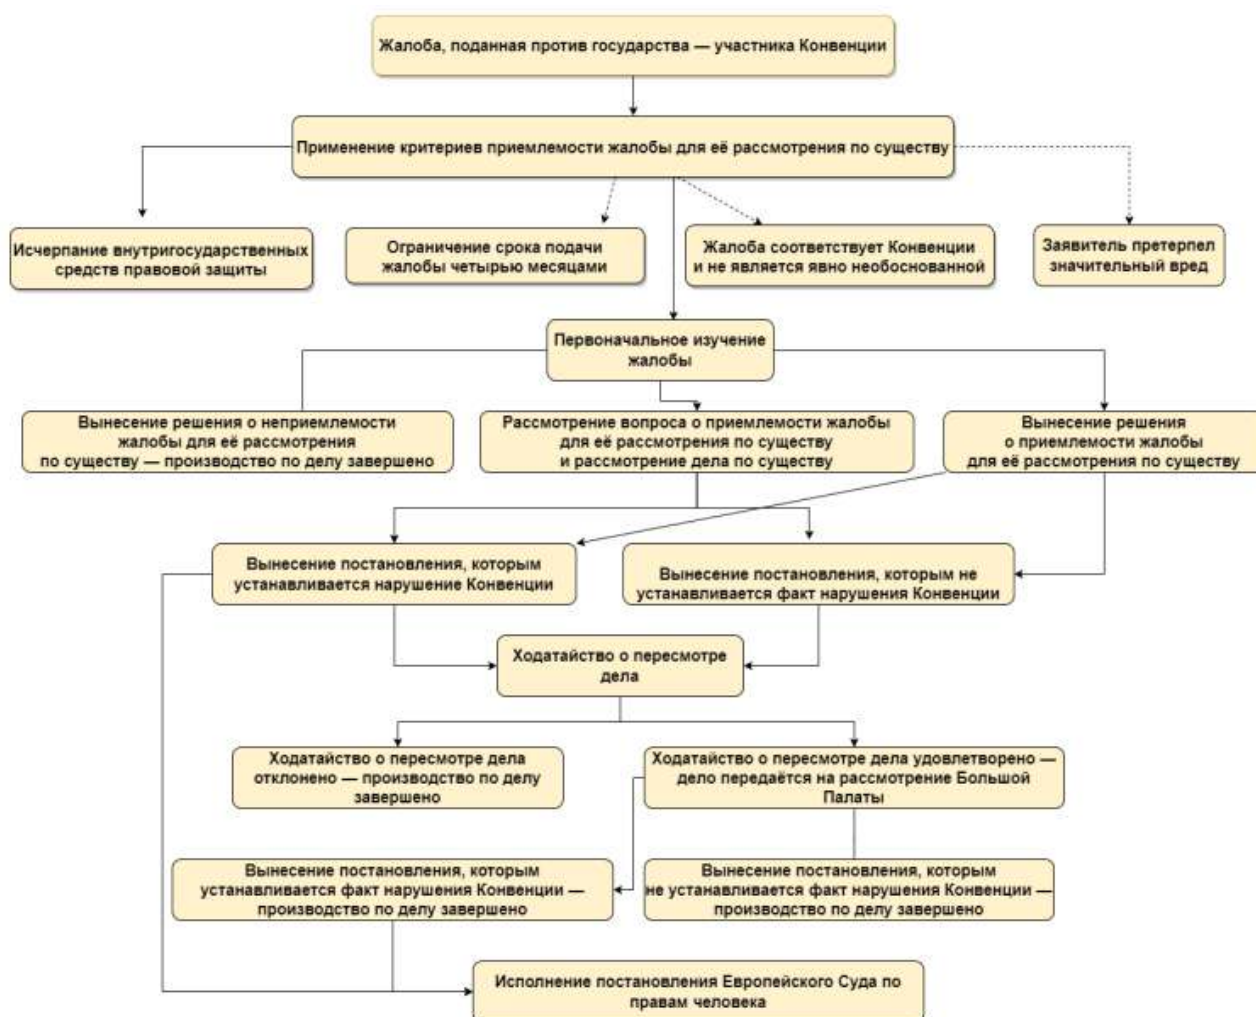 Жалоба, поданная против государства — участника Конвенции
Применение критериев приемлемости жалобы для её рассмотрения по существу
Исчерпание внутригосударственных
средств правовой защиты
Ограничение срока подачи
жалобы четырью месяцами
Жалоба соответствует Конвенции
и не является явно необоснованной
Заявитель претерпел
значительный вред
Первоначальное изучение
жалобы
Вынесение решения о неприемлемости
жалобы для её рассмотрения
по существу — производство по делу завершено
Рассмотрение вопроса о приемлемости жалобы
для её рассмотрения по существу
и рассмотрение дела по существу
Вынесение решения
о приемлемости жалобы
для её рассмотрения по существу
Вынесение постановления, которым
устанавливается нарушение Конвенции
Вынесение постановления, которым не
устанавливается факт нарушения Конвенции
Ходатайство о пересмотре
дела
Ходатайство о пересмотре дела
отклонено — производство по делу
завершено
Ходатайство о пересмотре дела удовлетворено —
дело передаётся на рассмотрение Большой
Палаты
Вынесение постановления, которым
устанавливается факт нарушения Конвенции —
производство по делу завершено
Вынесение постановления, которым
не устанавливается факт нарушения Конвенции —
производство по делу завершено
Исполнение постановления Европейского Суда по
правам человека